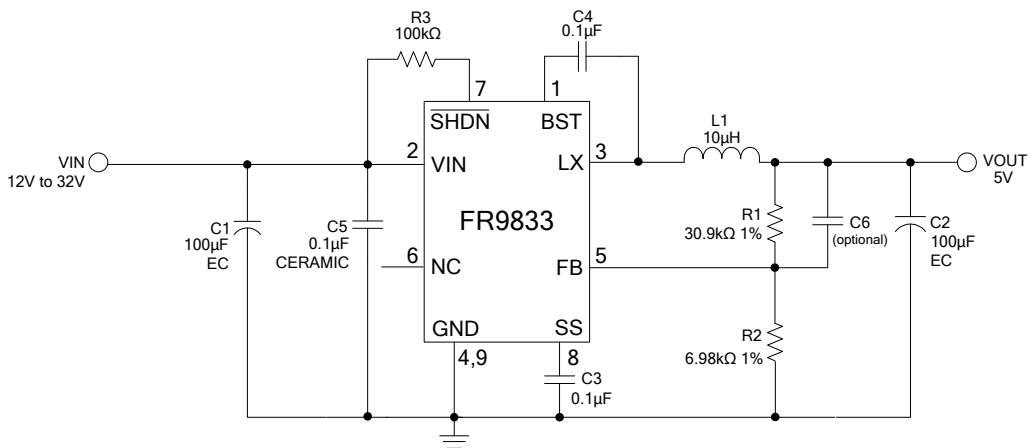 R3
100kΩ
C4
0.1μF
7
1
SHDN
BST
L1
10μH
VIN
12V to 32V
2
VIN
LX
3
VOUT
5V
FR9833
C1
100μF
EC
C5
0.1μF
CERAMIC
R1
30.9kΩ 1%
C6
(optional)
C2
100μF
EC
6
NC
FB
5
GND
SS
4,9
8
R2
6.98kΩ 1%
C3
0.1μF